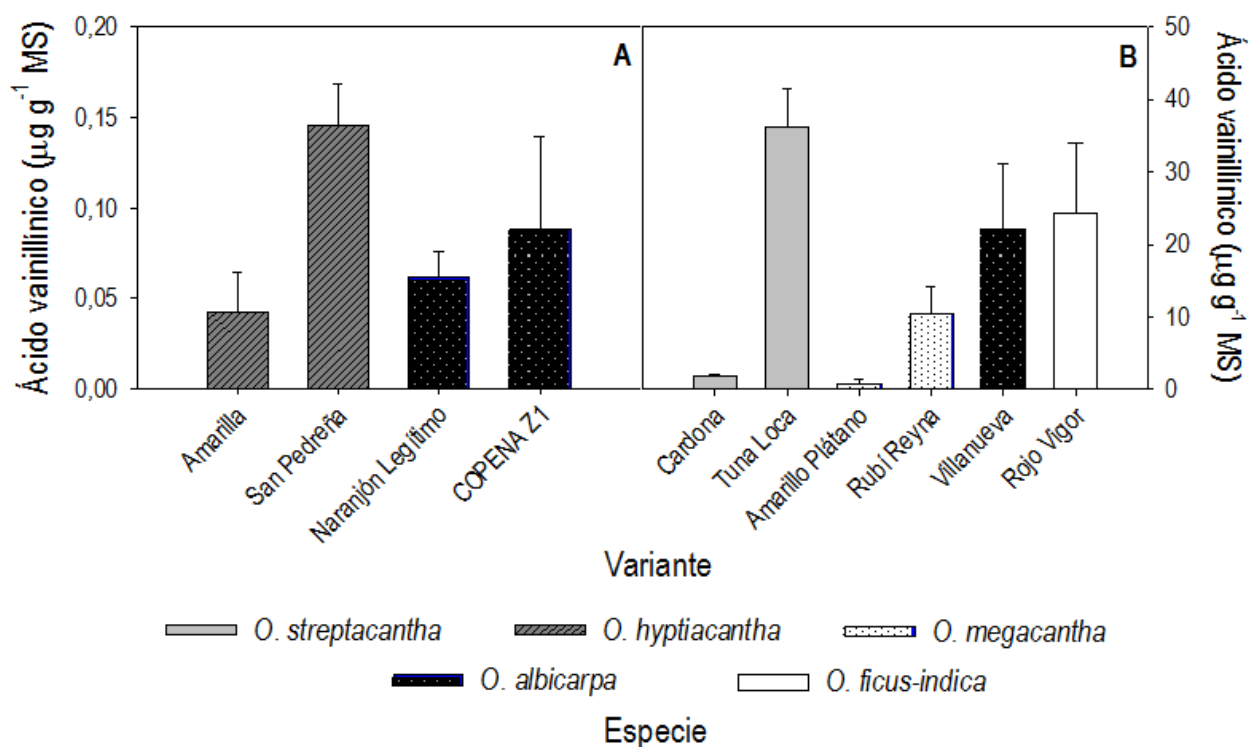 Ácido vainillínico (µg g⁻¹ MS)
0,20
0,15
0,10
0,05
0,00
A
B
50
40
30
20
10
0
Ácido vainillínico (µg g⁻¹ MS)
Amarilla
San Pedreña
Naranjón Legítimo
COPENA Z1
Cardona
Tuna Loca
Amarillo Plátano
Rubí Reyna
Villanueva
Rojo Vigor
Variante
O. streptacantha
O. hyptiacantha
O. megacantha
O. albicarpa
O. ficus-indica
Especie